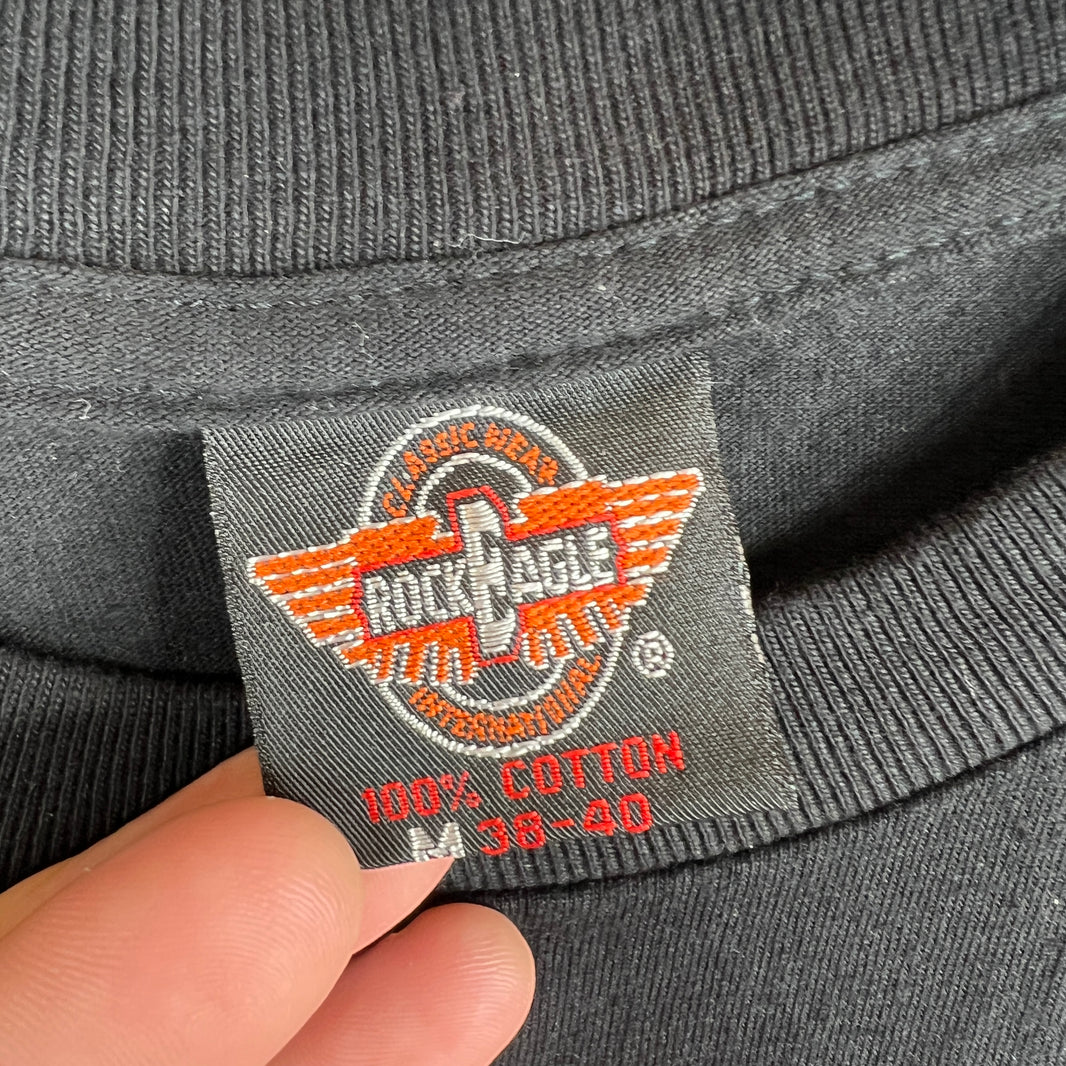 CLASSIC WEAR
ROCK EAGLE
INTERNATIONAL
®
100% COTTON
M 38-40